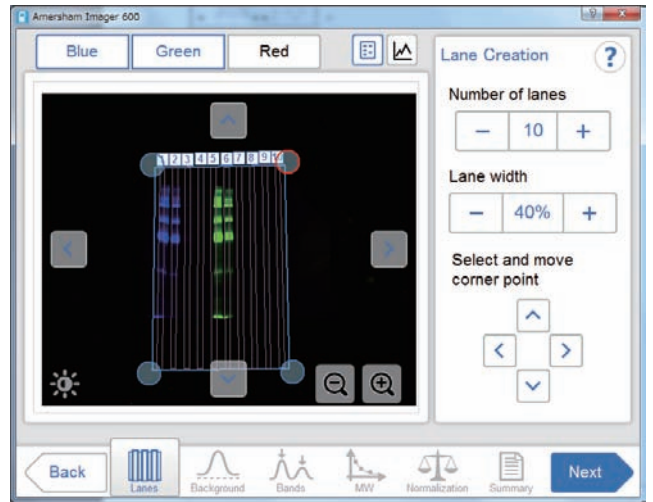 Amersham Imager 600
Blue
Green
Red
Lane Creation
?
Number of lanes
− 10 +
Lane width
− 40% +
Select and move
corner point
1 2 3 4 5 6 7 8 9 10
Back
Lanes
Background
Bands
MW
Normalization
Summary
Next